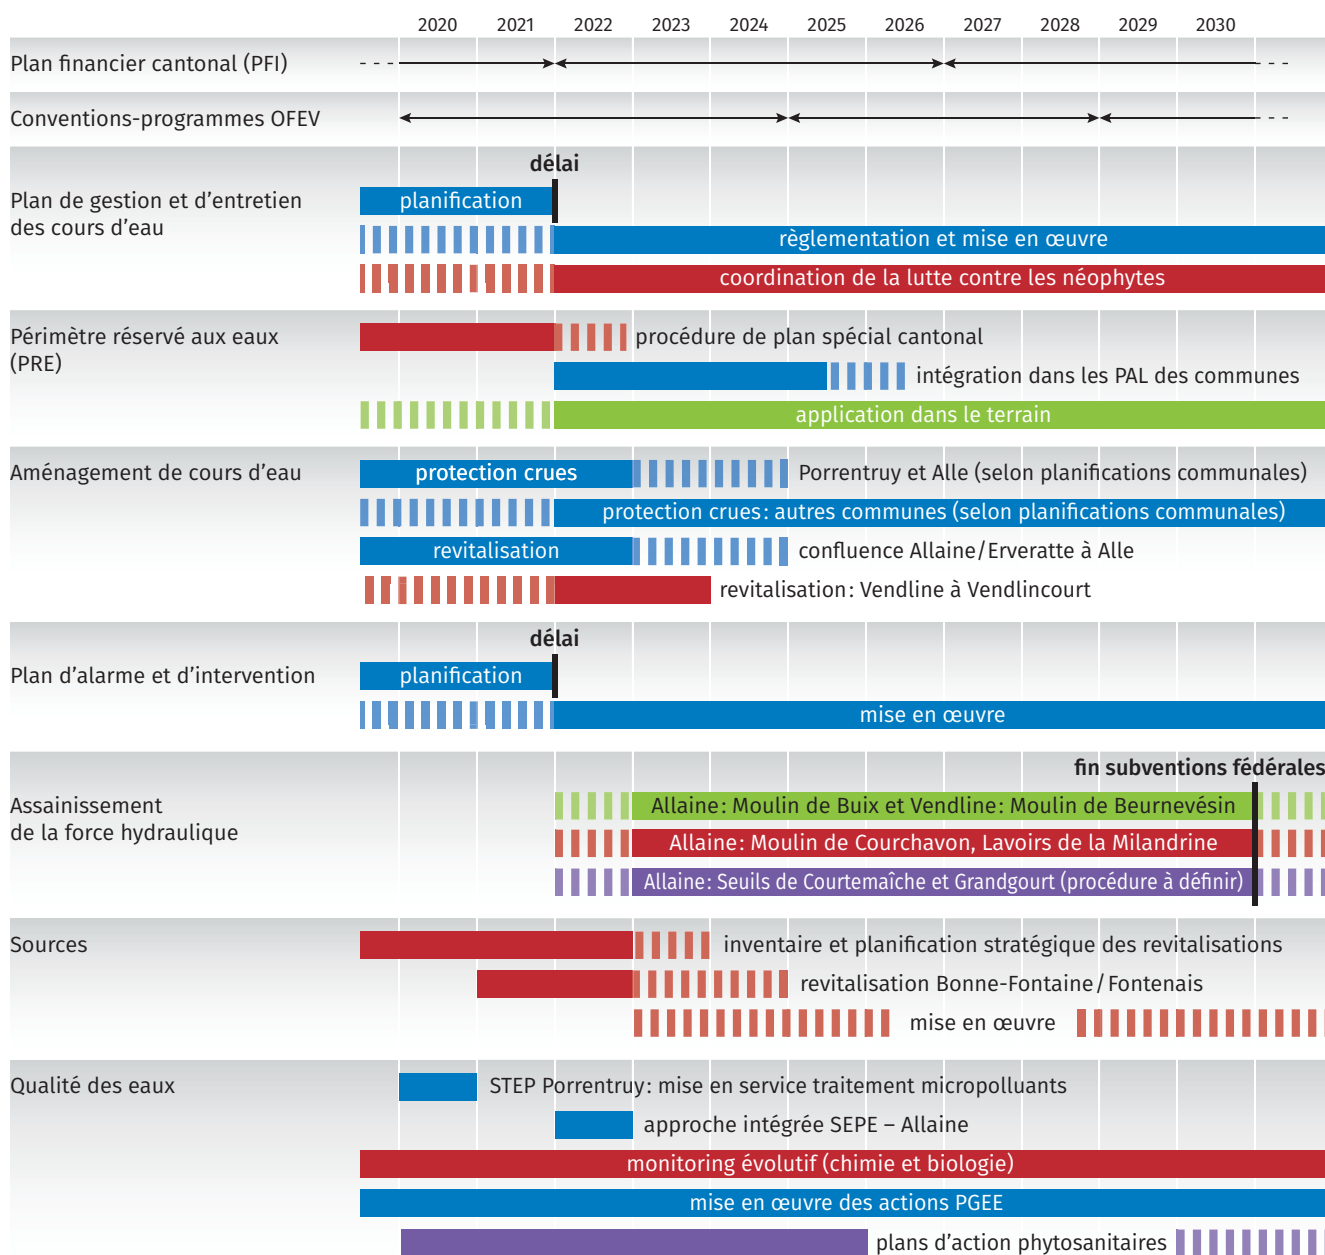 2020 2021 2022 2023 2024 2025 2026 2027 2028 2029 2030
Plan financier cantonal (PFI)
Conventions-programmes OFEV
délai
Plan de gestion et d'entretien
des cours d'eau
planification
règlementation et mise en œuvre
coordination de la lutte contre les néophytes
Périmètre réservé aux eaux
(PRE)
procédure de plan spécial cantonal
intégration dans les PAL des communes
application dans le terrain
Aménagement de cours d'eau
protection crues
Porrentruy et Alle (selon planifications communales)
protection crues: autres communes (selon planifications communales)
revitalisation
confluence Allaine/Erveratte à Alle
revitalisation: Vendline à Vendlincourt
délai
Plan d'alarme et d'intervention
planification
mise en œuvre
fin subventions fédérales
Assainissement
de la force hydraulique
Allaine: Moulin de Buix et Vendline: Moulin de Beurnevésin
Allaine: Moulin de Courchavon, Lavoirs de la Milandrine
Allaine: Seuils de Courtemaîche et Grandgourt (procédure à définir)
Sources
inventaire et planification stratégique des revitalisations
revitalisation Bonne-Fontaine/Fontenais
mise en œuvre
Qualité des eaux
STEP Porrentruy: mise en service traitement micropolluants
approche intégrée SEPE – Allaine
monitoring évolutif (chimie et biologie)
mise en œuvre des actions PGEE
plans d'action phytosanitaires